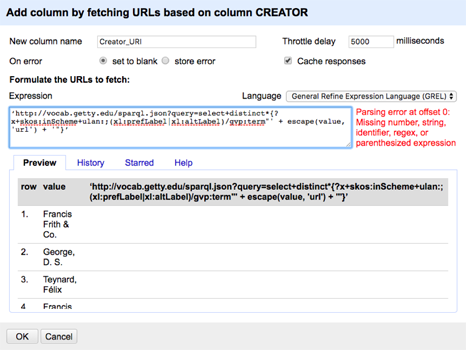 Add column by fetching URLs based on column CREATOR
New column name Creator_URI Throttle delay 5000 milliseconds
On error set to blank store error Cache responses
Formulate the URLs to fetch:
Expression Language General Refine Expression Language (GREL)
‘http://vocab.getty.edu/sparql.json?query=select+distinct*{?
x+skos:inScheme+ulan:;(xl:prefLabel|xl:altLabel)/gvp:term"' + escape(value,
'url') + '"}’
Parsing error at offset 0:
Missing number, string,
identifier, regex, or
parenthesized expression
Preview History Starred Help
row value ‘http://vocab.getty.edu/sparql.json?query=select+distinct*{?x+skos:inScheme+ulan:;
(xl:prefLabel|xl:altLabel)/gvp:term"' + escape(value, 'url') + '"}’
1. Francis
Frith &
Co.
2. George,
D. S.
3. Teynard,
Félix
4. Francis
OK Cancel